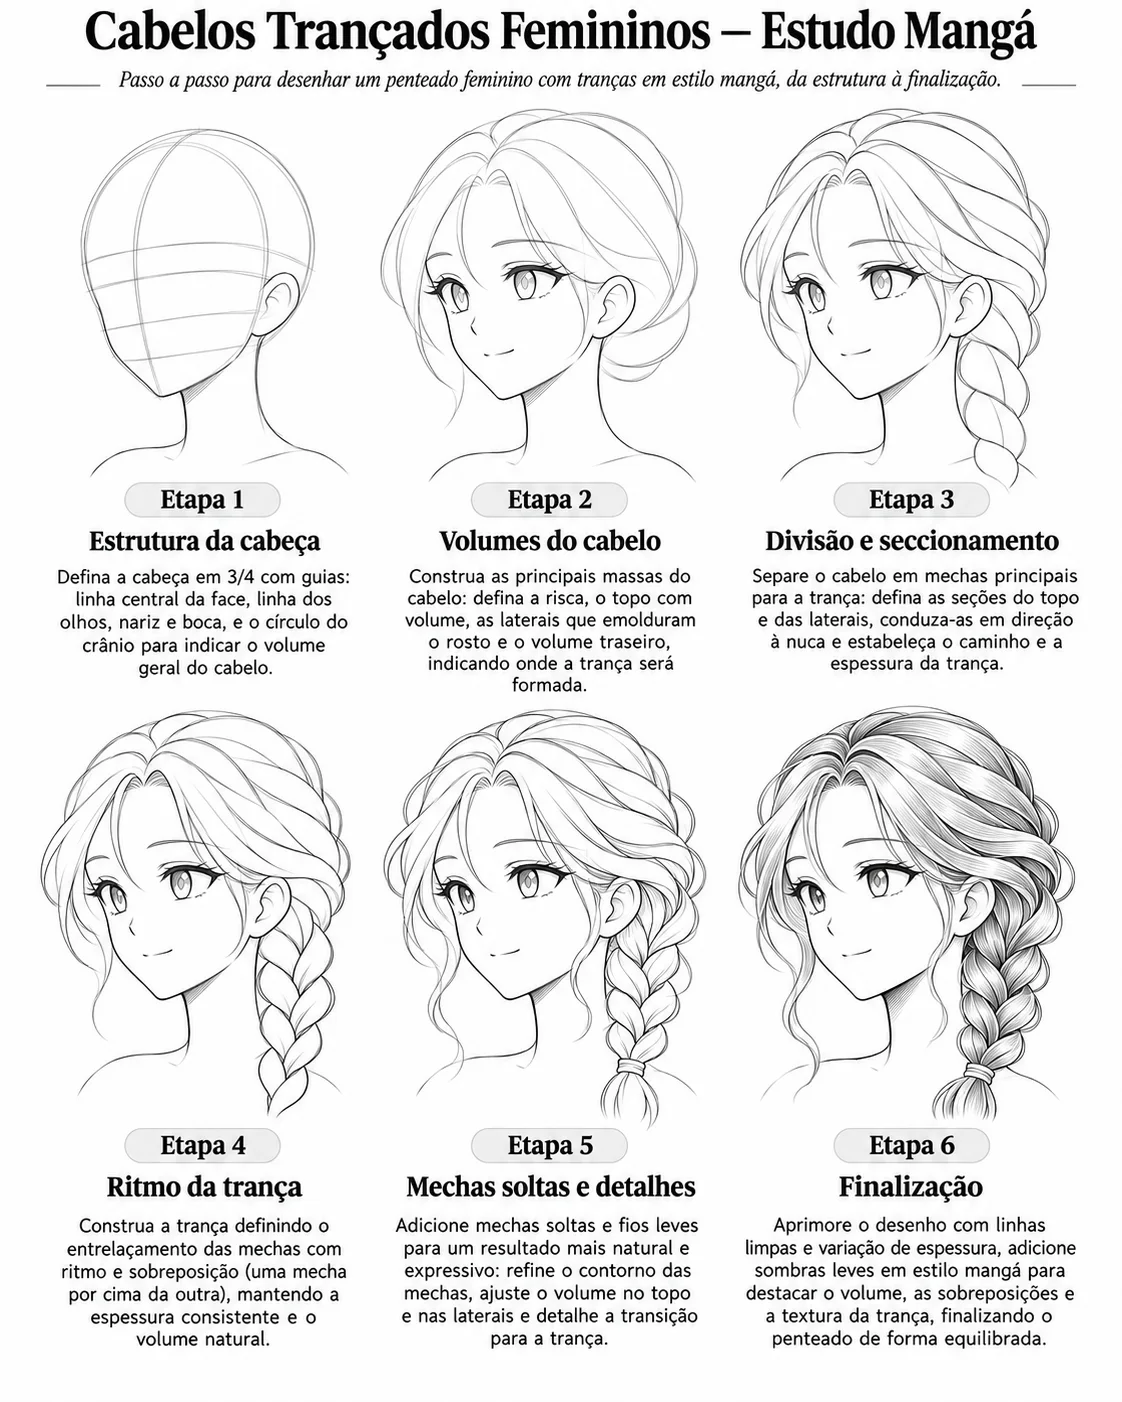 Cabelos Trançados Femininos — Estudo Mangá
Passo a passo para desenhar um penteado feminino com tranças em estilo mangá, da estrutura à finalização.
Etapa 1
Estrutura da cabeça
Defina a cabeça em 3/4 com guias:
linha central da face, linha dos
olhos, nariz e boca, e o círculo do
crânio para indicar o volume
geral do cabelo.
Etapa 2
Volumes do cabelo
Construa as principais massas do
cabelo: defina a risca, o topo com
volume, as laterais que emolduram
o rosto e o volume traseiro,
indicando onde a trança será
formada.
Etapa 3
Divisão e seccionamento
Separe o cabelo em mechas principais
para a trança: defina as seções do topo
e das laterais, conduza-as em direção
à nuca e estabeleça o caminho e a
espessura da trança.
Etapa 4
Ritmo da trança
Construa a trança definindo o
entrelaçamento das mechas com
ritmo e sobreposição (uma mecha
por cima da outra), mantendo a
espessura consistente e o
volume natural.
Etapa 5
Mechas soltas e detalhes
Adicione mechas soltas e fios leves
para um resultado mais natural e
expressivo: refine o contorno das
mechas, ajuste o volume no topo
e nas laterais e detalhe a transição
para a trança.
Etapa 6
Finalização
Aprimore o desenho com linhas
limpas e variação de espessura, adicione
sombras leves em estilo mangá para
destacar o volume, as sobreposições e
a textura da trança, finalizando o
penteado de forma equilibrada.